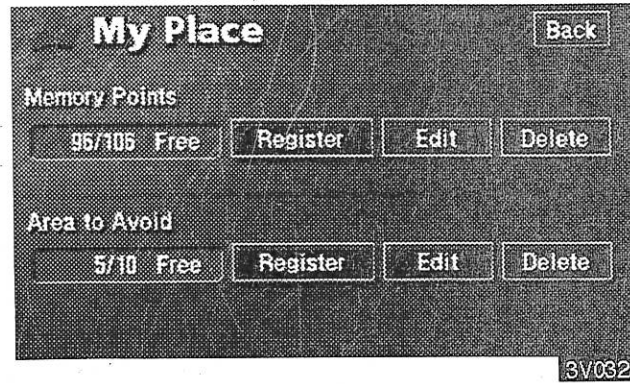 My Place Back
Memory Points
96/106 Free Register Edit Delete
Area to Avoid
5/10 Free Register Edit Delete
3V032